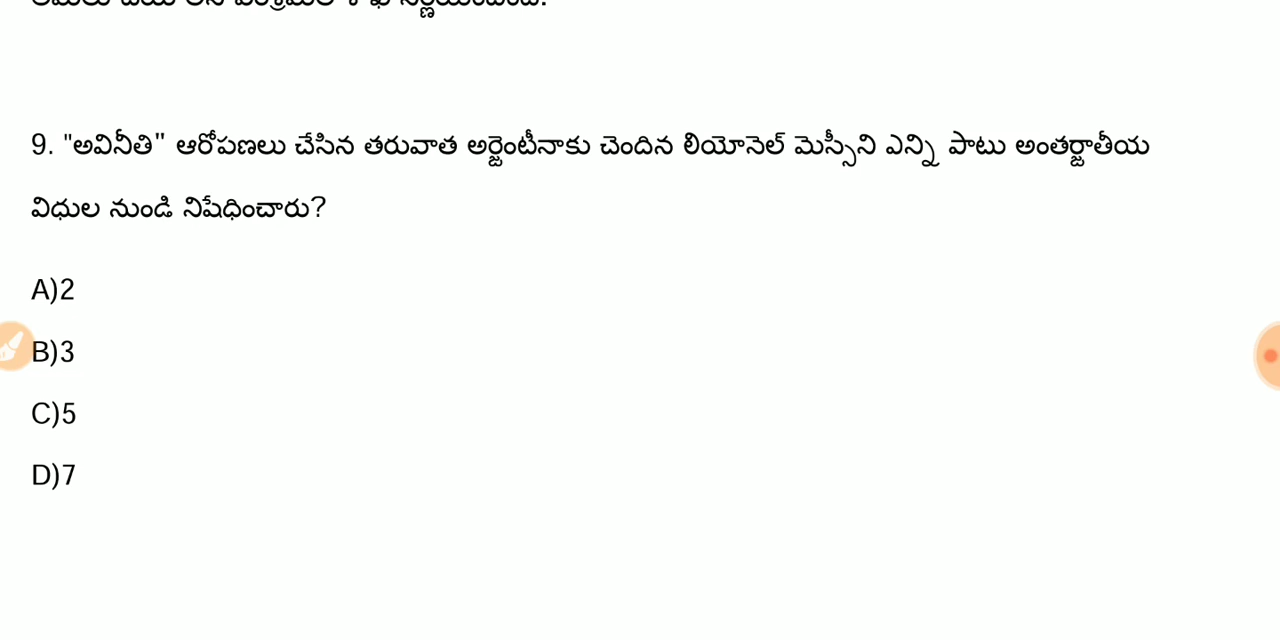 9. "అవినీతి" ఆరోపణలు చేసిన తరువాత అర్జెంటీనాకు చెందిన లియోనెల్ మెస్సీని ఎన్ని పాటు అంతర్జాతీయ
విధుల నుండి నిషేధించారు?
A)2
B)3
C)5
D)7